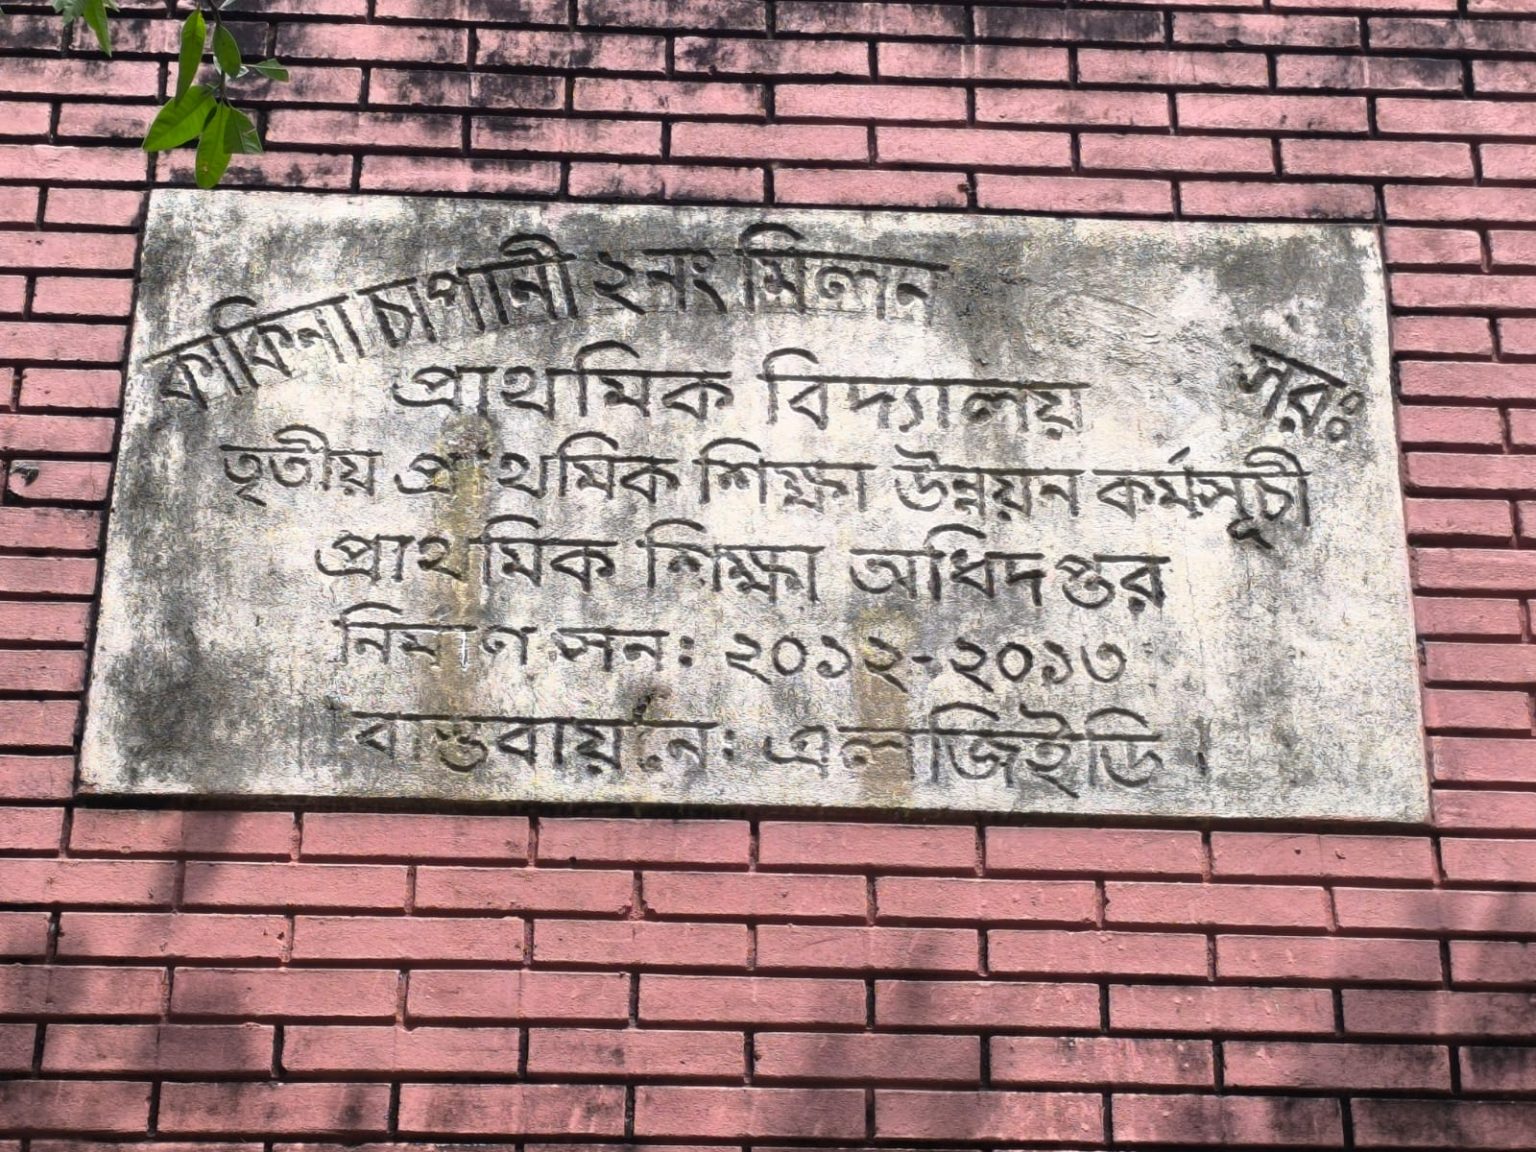 কাকিনা চাপানী ২নং মিলন সরঃ
প্রাথমিক বিদ্যালয়
তৃতীয় প্রাথমিক শিক্ষা উন্নয়ন কর্মসূচী
প্রাথমিক শিক্ষা অধিদপ্তর
নির্মাণ সন: ২০১২-২০১৩
বাস্তবায়নে: এলজিইডি।